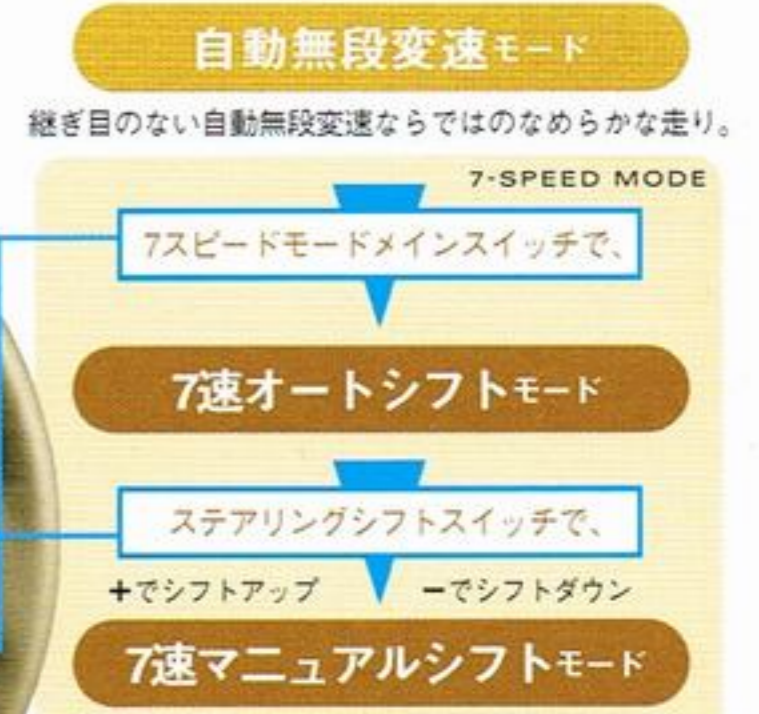 自動無段変速モード
継ぎ目のない自動無段変速ならではのなめらかな走り。
7-SPEED MODE
7スピードモードメインスイッチで、
7速オートシフトモード
ステアリングシフトスイッチで、
+でシフトアップ −でシフトダウン
7速マニュアルシフトモード